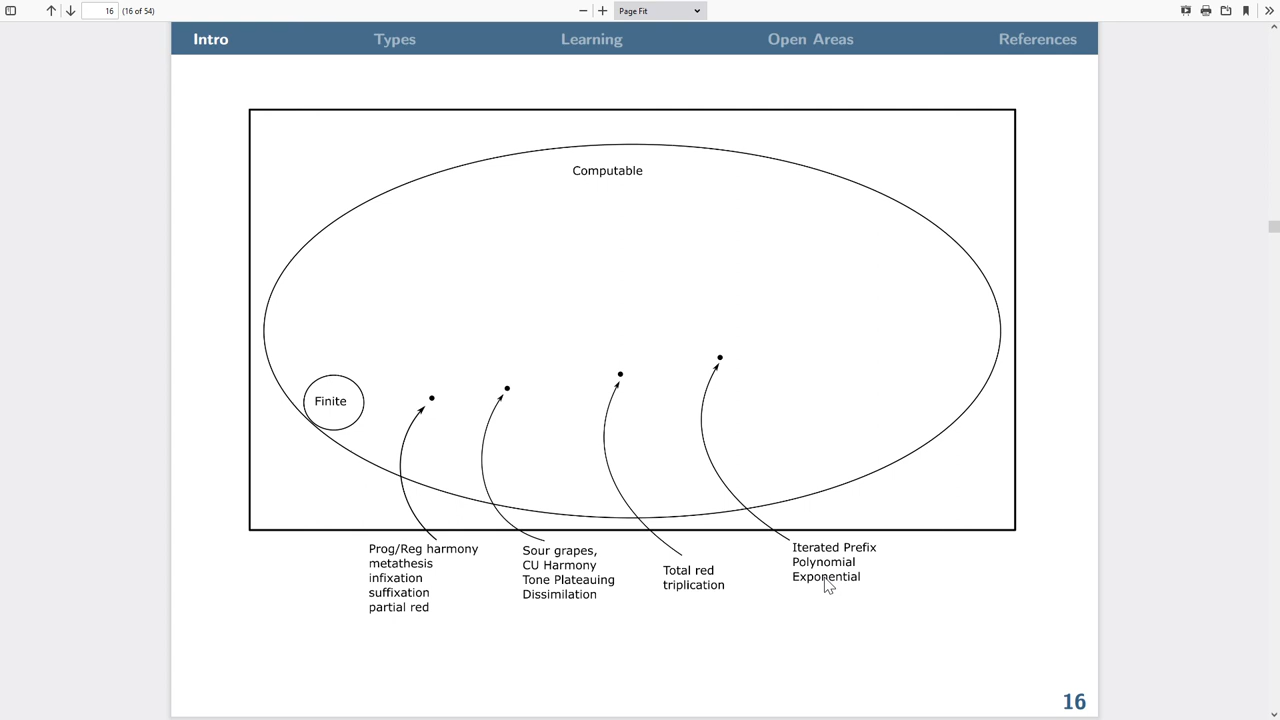 16 (16 of 54) Page Fit
Intro Types Learning Open Areas References
Computable
Finite
Prog/Reg harmony
metathesis
infixation
suffixation
partial red
Sour grapes,
CU Harmony
Tone Plateauing
Dissimilation
Total red
triplication
Iterated Prefix
Polynomial
Exponential
16